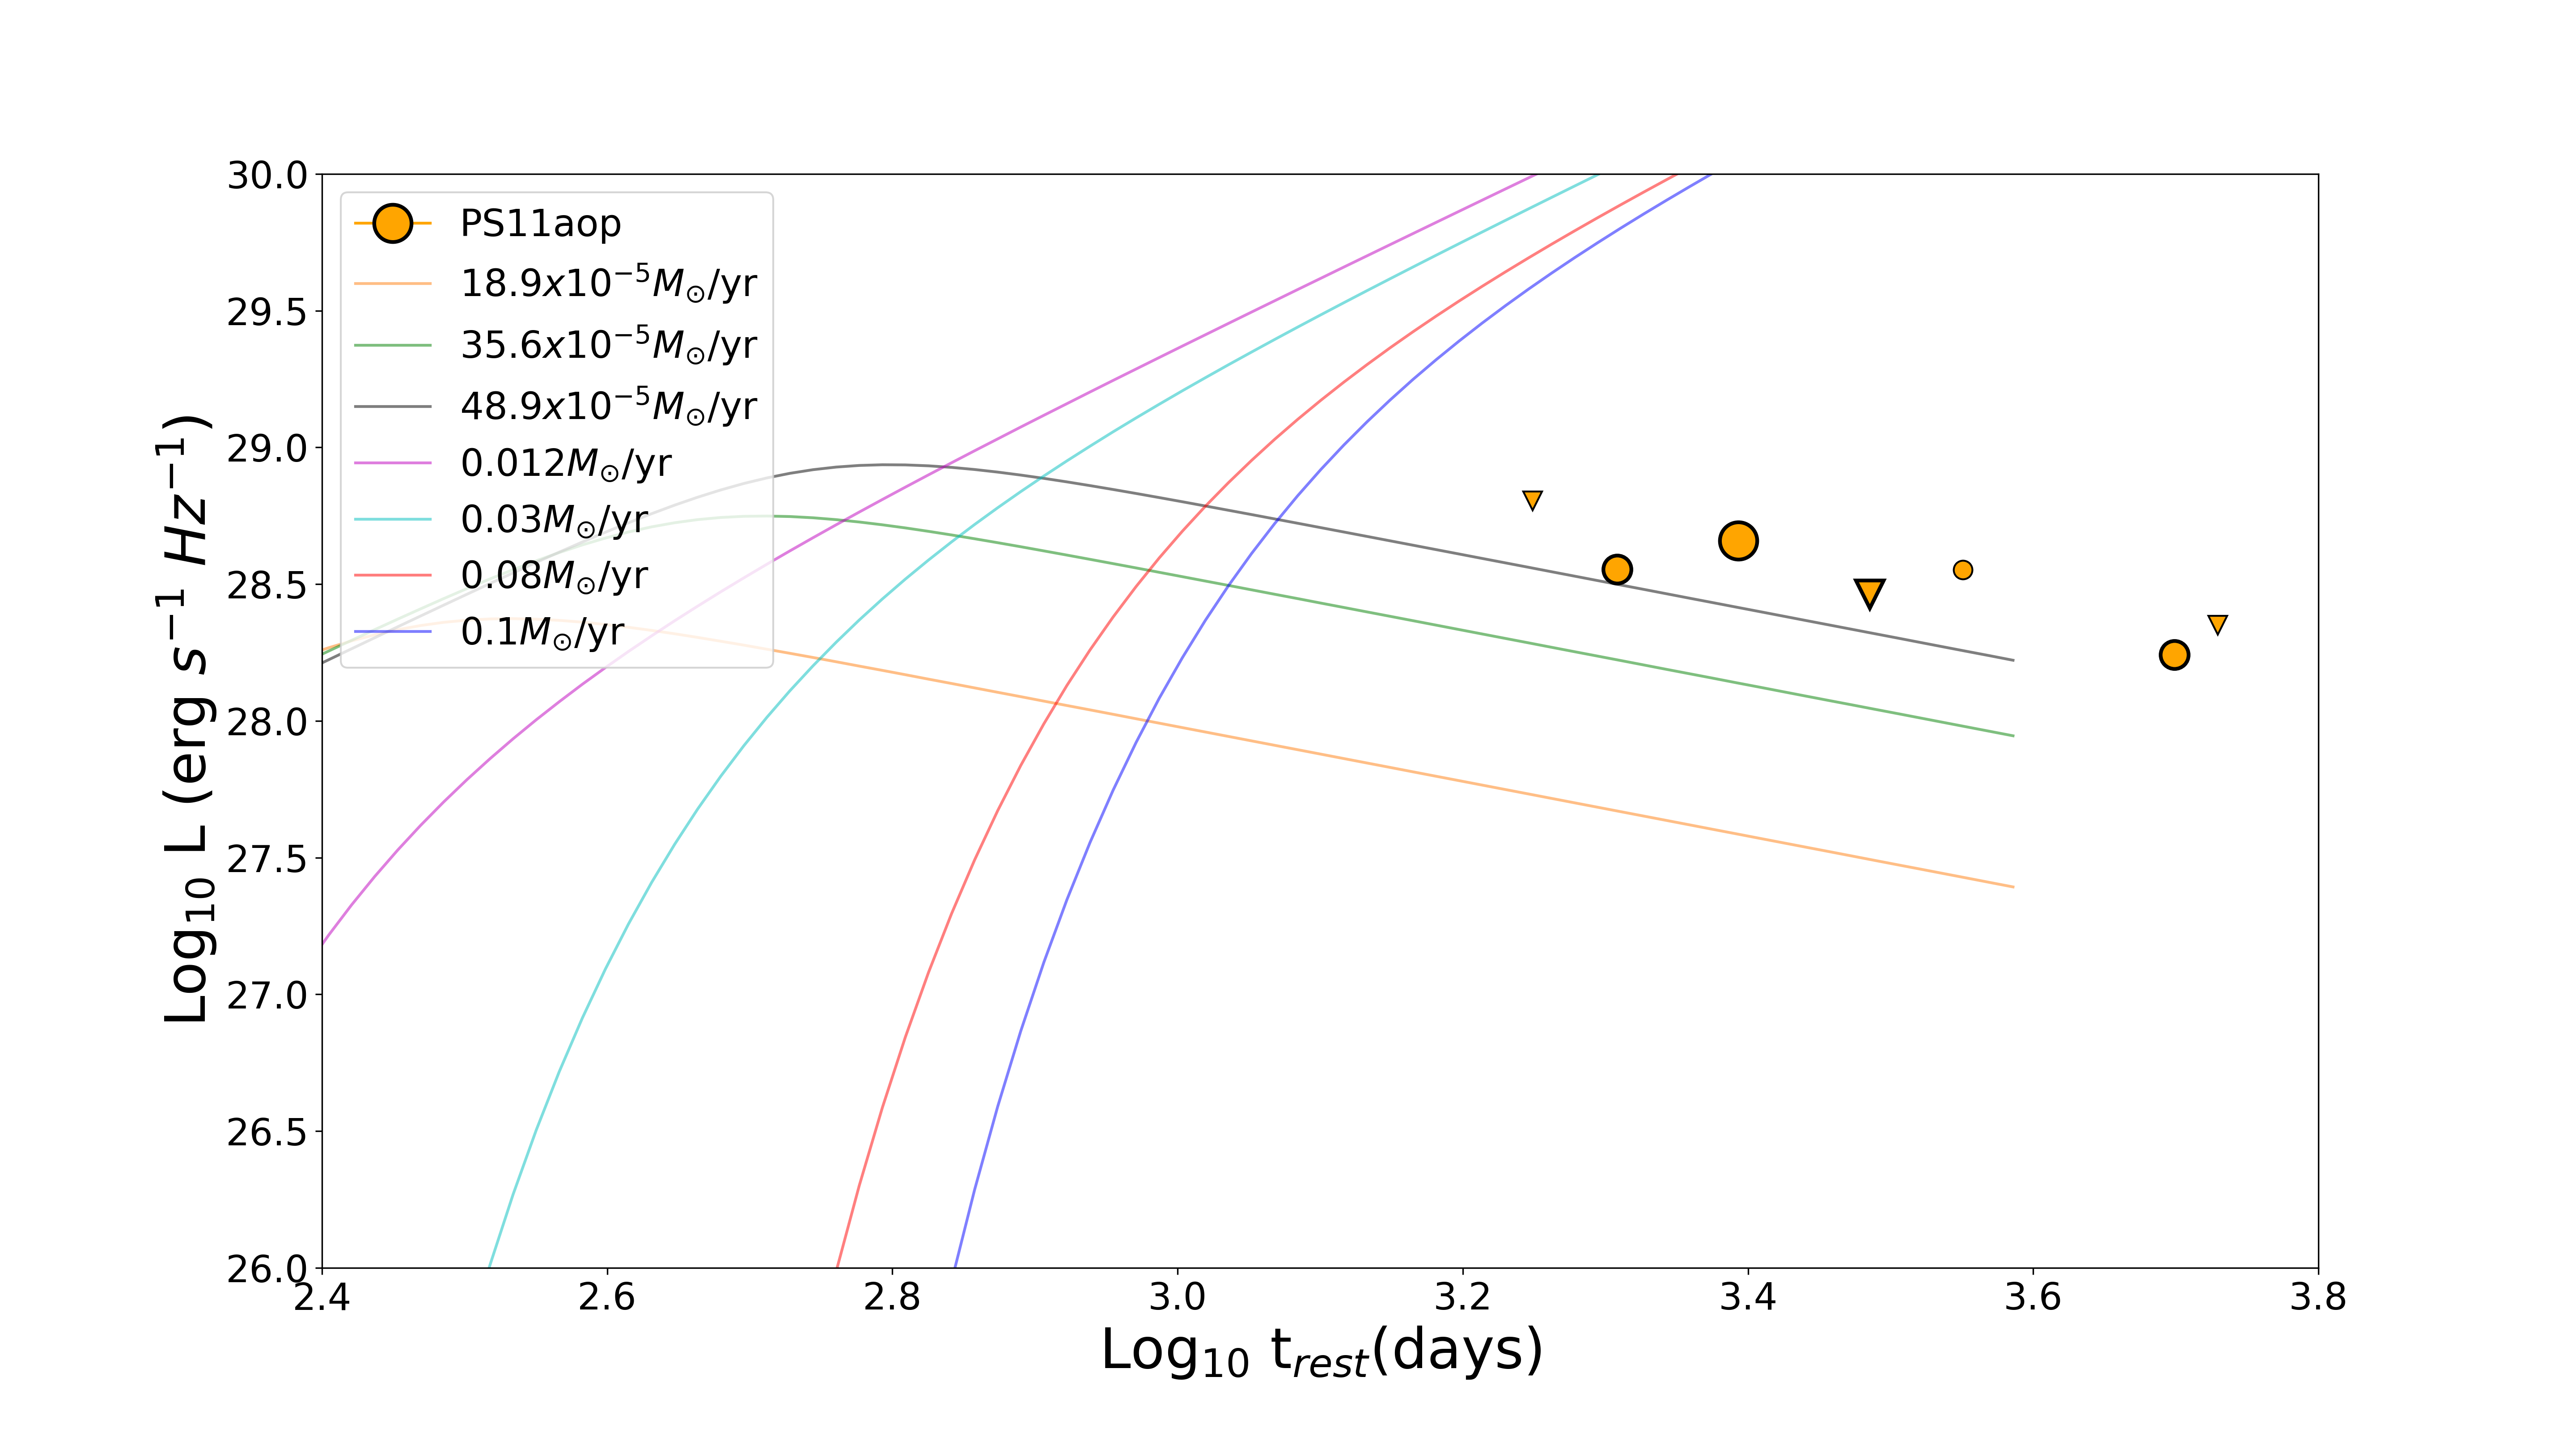 30.0
29.5
29.0
28.5
28.0
27.5
27.0
26.5
26.0
Log₁₀ L (erg s⁻¹ Hz⁻¹)
PS11aop
18.9x10⁻⁵M⊙/yr
35.6x10⁻⁵M⊙/yr
48.9x10⁻⁵M⊙/yr
0.012M⊙/yr
0.03M⊙/yr
0.08M⊙/yr
0.1M⊙/yr
2.4 2.6 2.8 3.0 3.2 3.4 3.6 3.8
Log₁₀ t_rest(days)